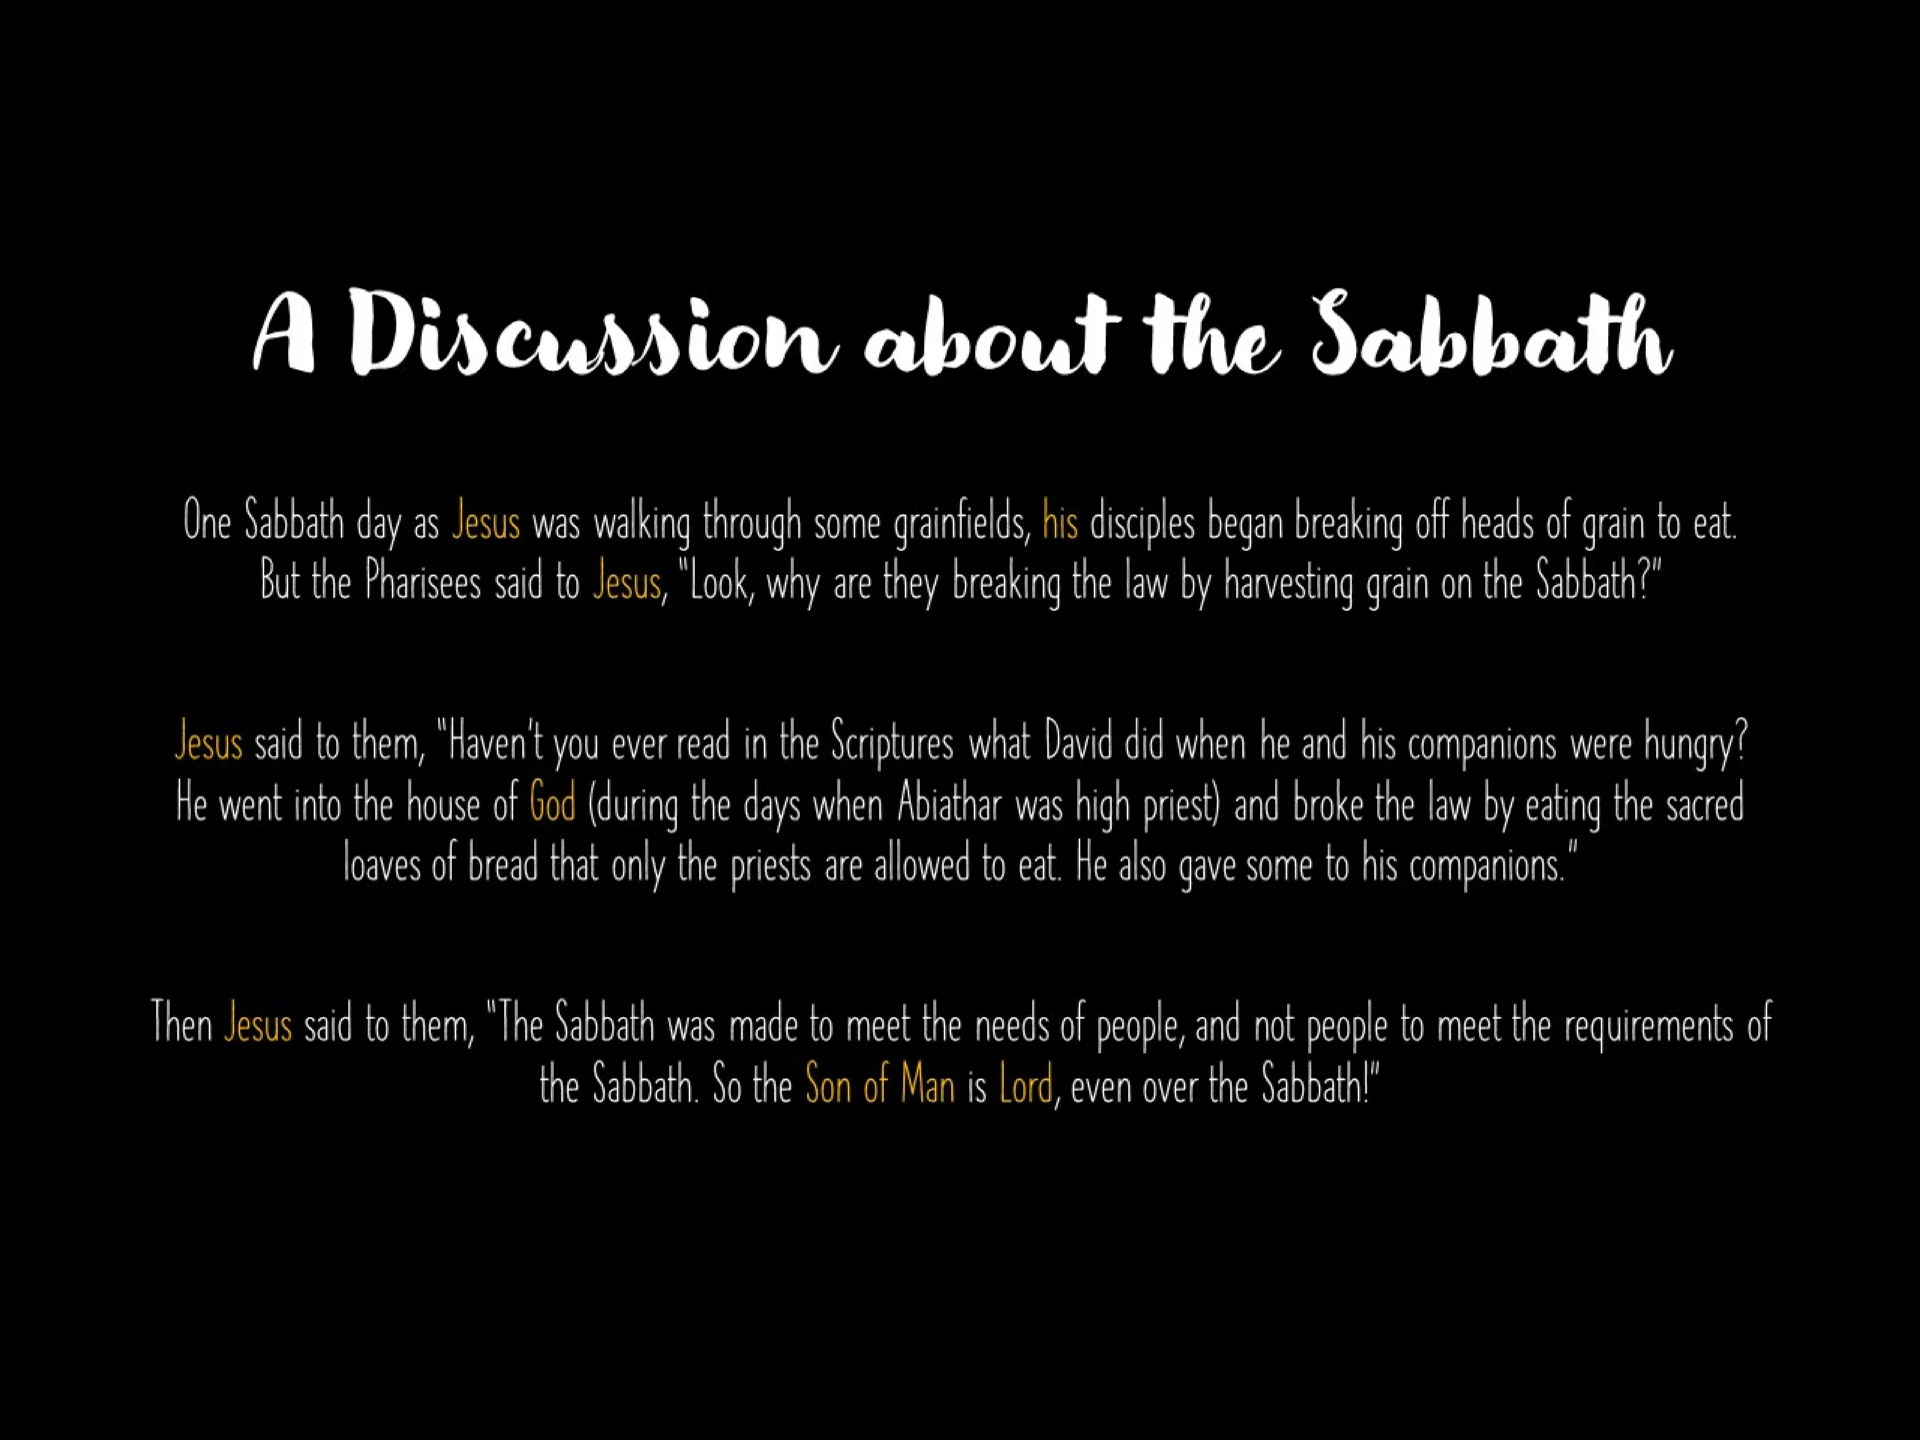 A Discussion about the Sabbath
One Sabbath day as Jesus was walking through some grainfields, his disciples began breaking off heads of grain to eat.
But the Pharisees said to Jesus, "Look, why are they breaking the law by harvesting grain on the Sabbath?"
Jesus said to them, "Haven't you ever read in the Scriptures what David did when he and his companions were hungry?
He went into the house of God (during the days when Abiathar was high priest) and broke the law by eating the sacred
loaves of bread that only the priests are allowed to eat. He also gave some to his companions."
Then Jesus said to them, "The Sabbath was made to meet the needs of people, and not people to meet the requirements of
the Sabbath. So the Son of Man is Lord, even over the Sabbath!"